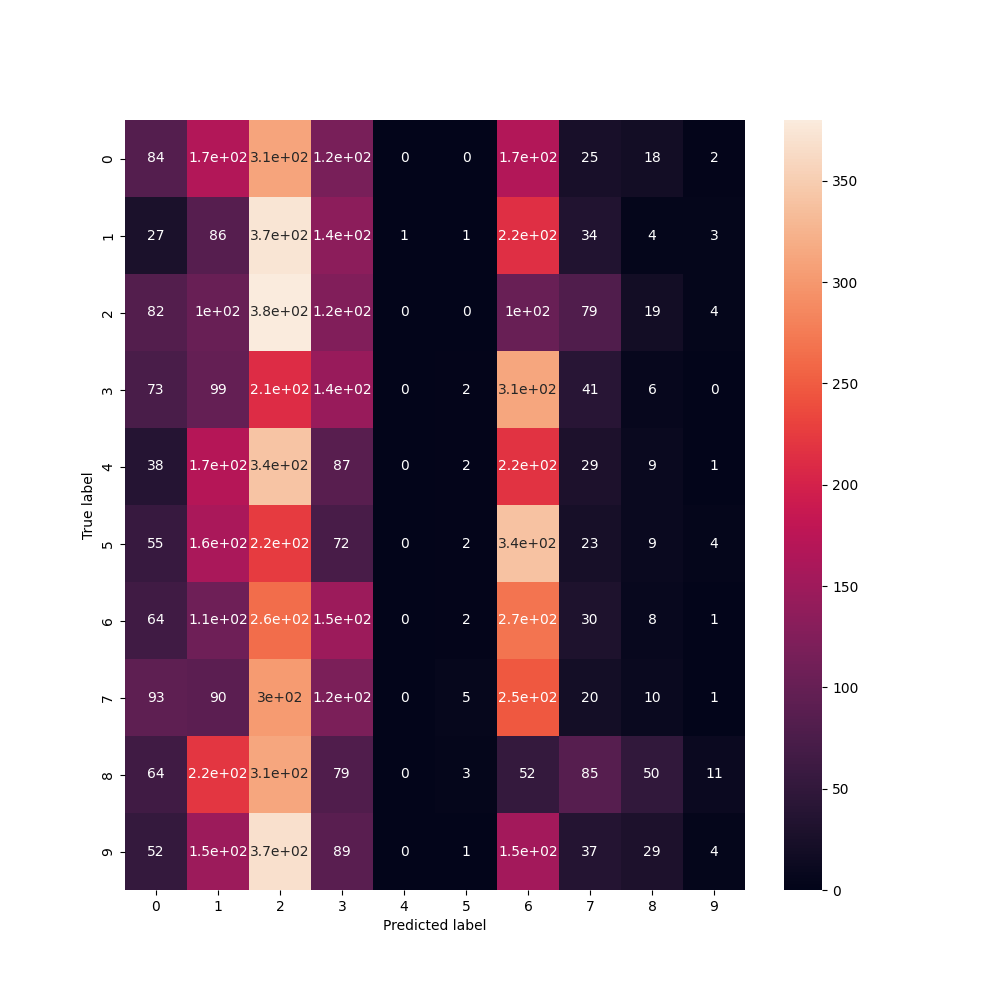 0 84 1.7e+02 3.1e+02 1.2e+02 0 0 1.7e+02 25 18 2
1 27 86 3.7e+02 1.4e+02 1 1 2.2e+02 34 4 3
2 82 1e+02 3.8e+02 1.2e+02 0 0 1e+02 79 19 4
3 73 99 2.1e+02 1.4e+02 0 2 3.1e+02 41 6 0
4 38 1.7e+02 3.4e+02 87 0 2 2.2e+02 29 9 1
5 55 1.6e+02 2.2e+02 72 0 2 3.4e+02 23 9 4
6 64 1.1e+02 2.6e+02 1.5e+02 0 2 2.7e+02 30 8 1
7 93 90 3e+02 1.2e+02 0 5 2.5e+02 20 10 1
8 64 2.2e+02 3.1e+02 79 0 3 52 85 50 11
9 52 1.5e+02 3.7e+02 89 0 1 1.5e+02 37 29 4
0 1 2 3 4 5 6 7 8 9
Predicted label
True label
350
300
250
200
150
100
50
0